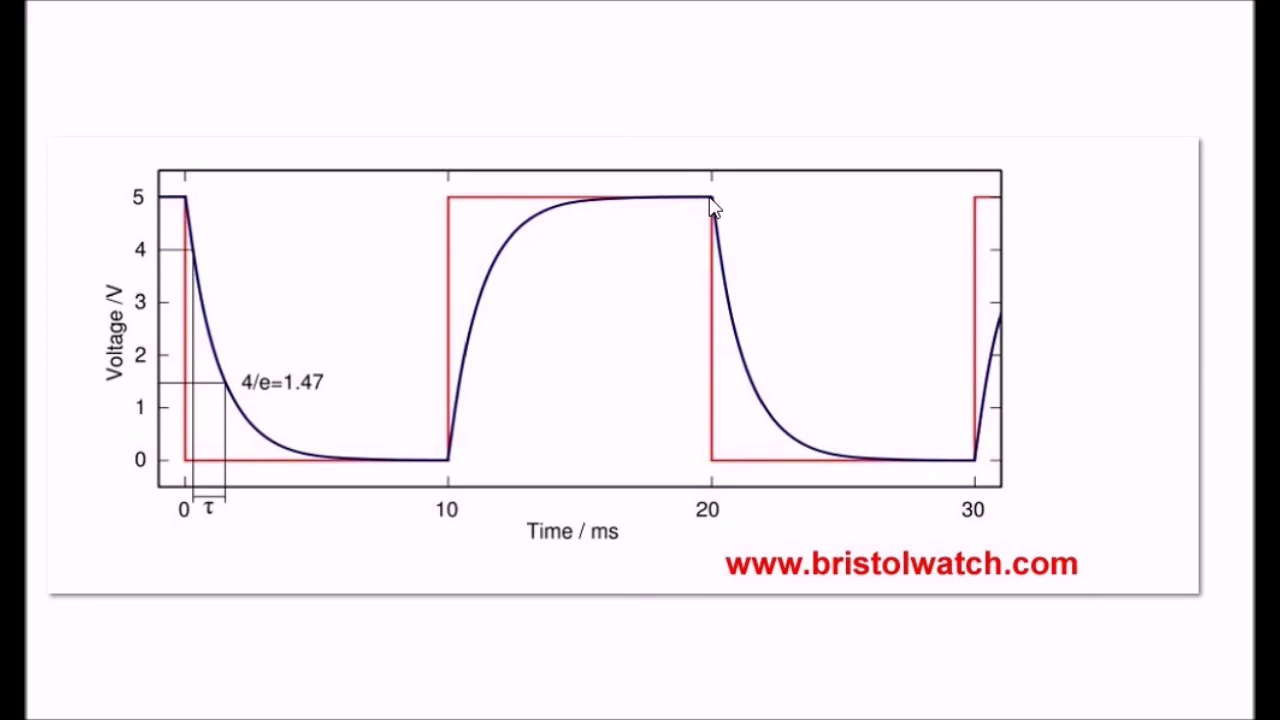 5
4
3
2
1
0
Voltage /V
4/e=1.47
0 τ 10 20 30
Time / ms
www.bristolwatch.com